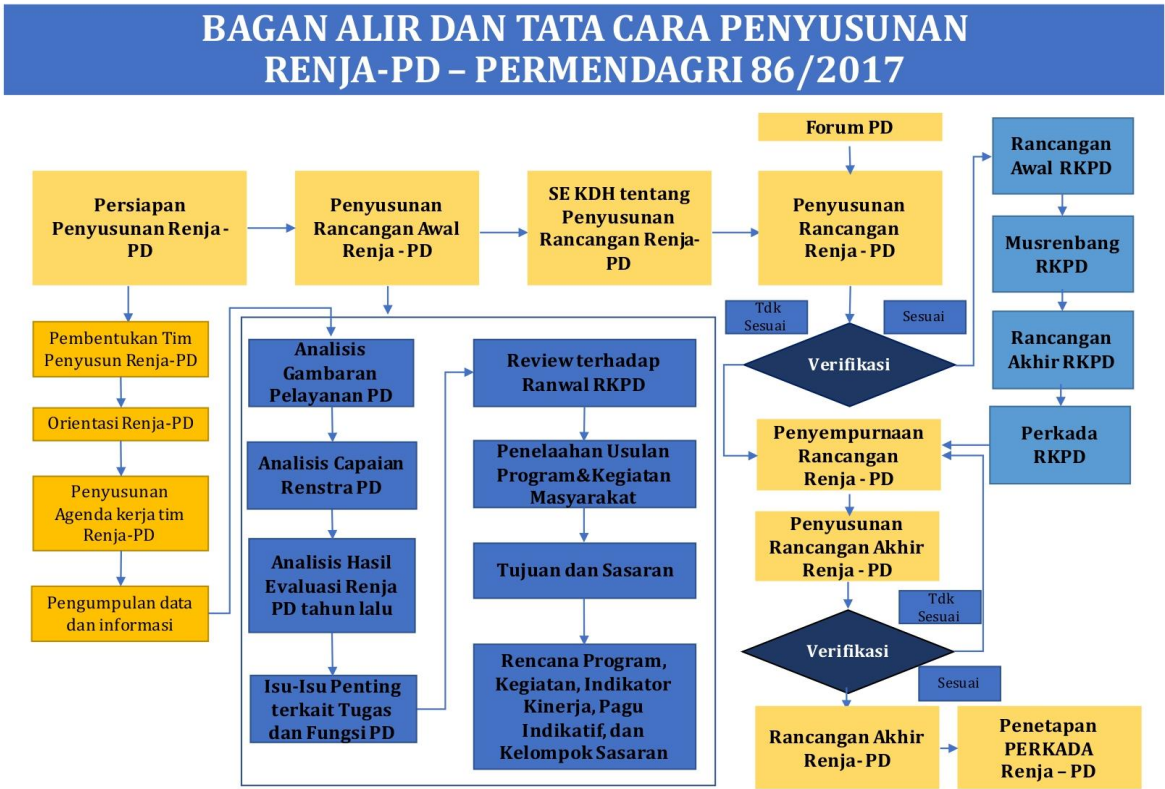 BAGAN ALIR DAN TATA CARA PENYUSUNAN
RENJA-PD – PERMENDAGRI 86/2017
Persiapan
Penyusunan Renja -
PD
Pembentukan Tim
Penyusun Renja-PD
Orientasi Renja-PD
Penyusunan
Agenda kerja tim
Renja-PD
Pengumpulan data
dan informasi
Penyusunan
Rancangan Awal
Renja - PD
Analisis
Gambaran
Pelayanan PD
Analisis Capaian
Renstra PD
Analisis Hasil
Evaluasi Renja
PD tahun lalu
Isu-Isu Penting
terkait Tugas
dan Fungsi PD
Review terhadap
Ranwal RKPD
Penelaahan Usulan
Program&Kegiatan
Masyarakat
Tujuan dan Sasaran
Rencana Program,
Kegiatan, Indikator
Kinerja, Pagu
Indikatif, dan
Kelompok Sasaran
SE KDH tentang
Penyusunan
Rancangan Renja-
PD
Forum PD
Penyusunan
Rancangan
Renja - PD
Tdk
Sesuai
Sesuai
Verifikasi
Rancangan
Awal RKPD
Musrenbang
RKPD
Rancangan
Akhir RKPD
Perkada
RKPD
Penyempurnaan
Rancangan
Renja - PD
Penyusunan
Rancangan Akhir
Renja - PD
Tdk
Sesuai
Verifikasi
Sesuai
Rancangan Akhir
Renja- PD
Penetapan
PERKADA
Renja – PD